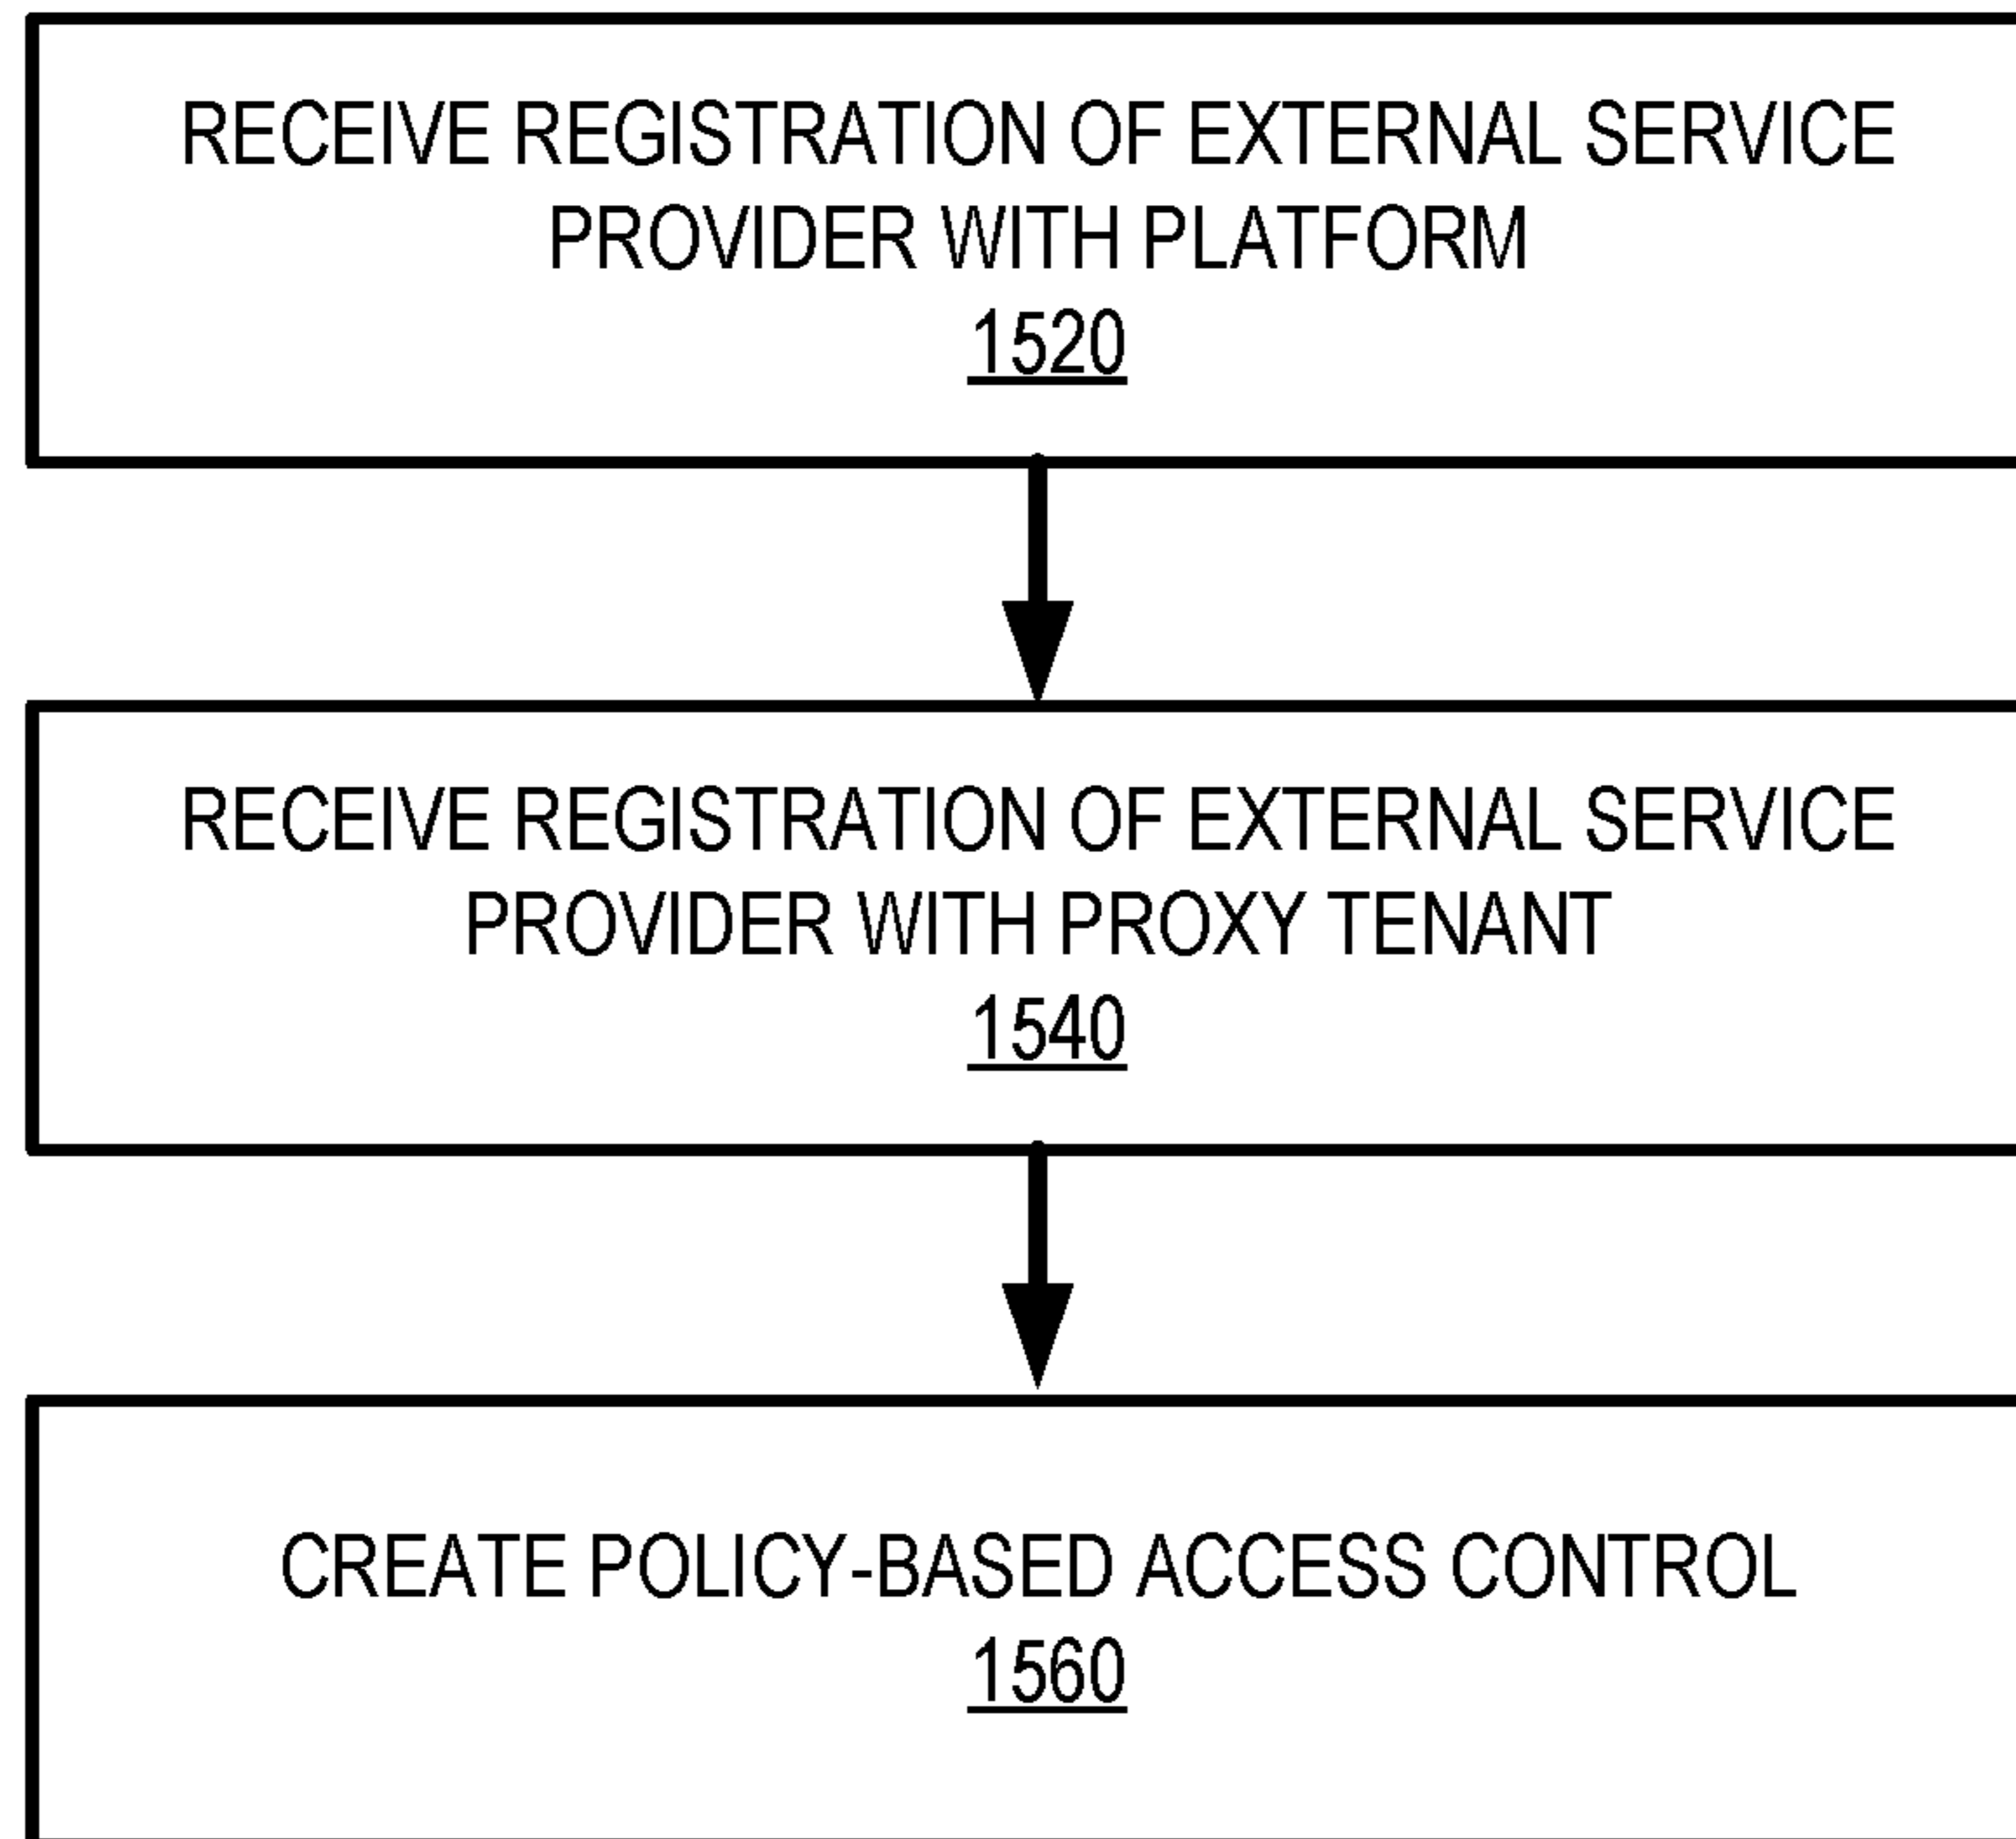 RECEIVE REGISTRATION OF EXTERNAL SERVICE
PROVIDER WITH PLATFORM
1520
RECEIVE REGISTRATION OF EXTERNAL SERVICE
PROVIDER WITH PROXY TENANT
1540
CREATE POLICY-BASED ACCESS CONTROL
1560